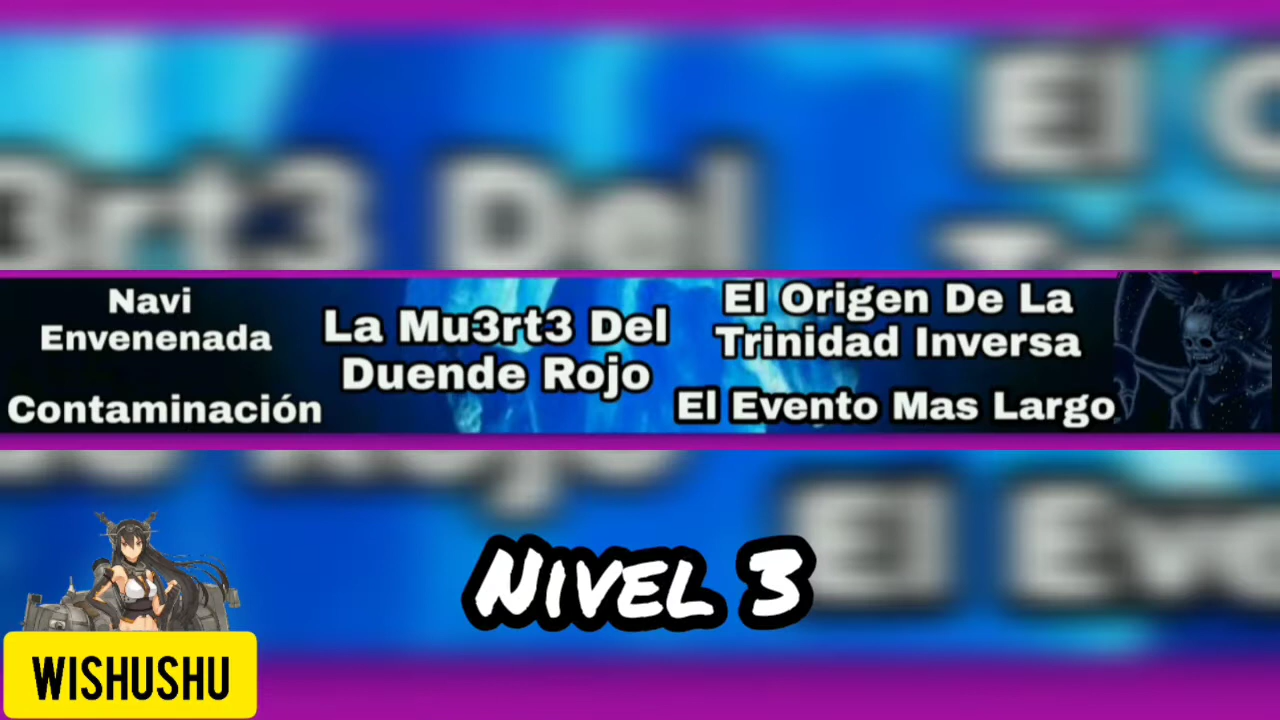 Navi
Envenenada
Contaminación
La Mu3rt3 Del
Duende Rojo
El Origen De La
Trinidad Inversa
El Evento Mas Largo
Nivel 3
WISHUSHU